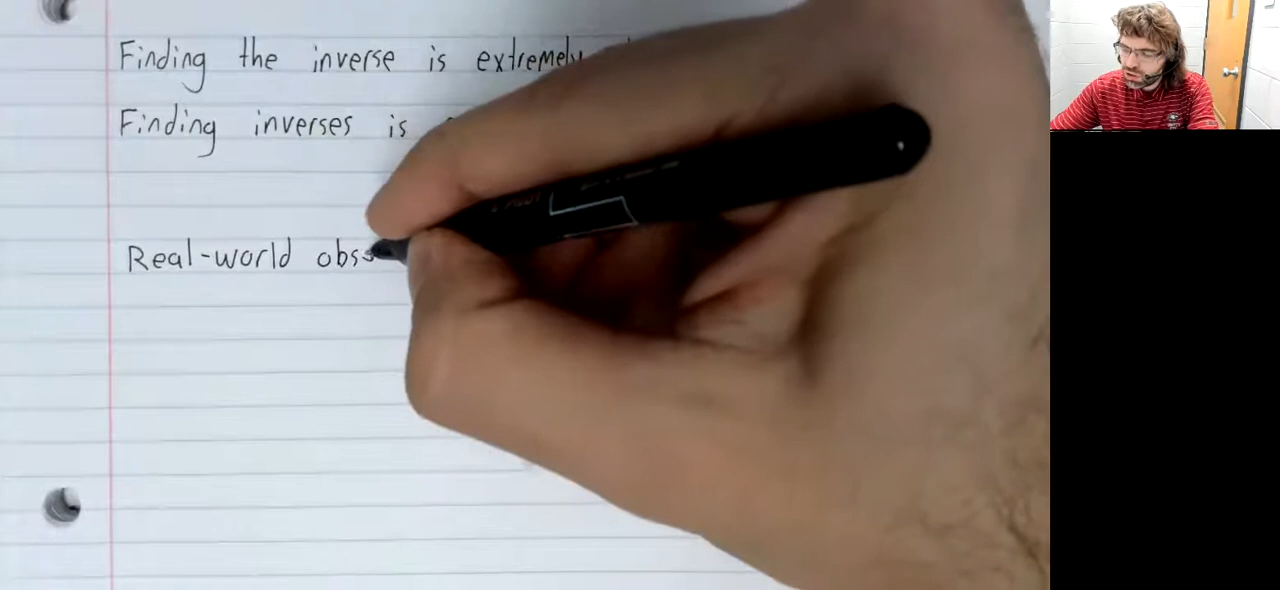 Finding the inverse is extremely
Finding inverses is
Real-world obs